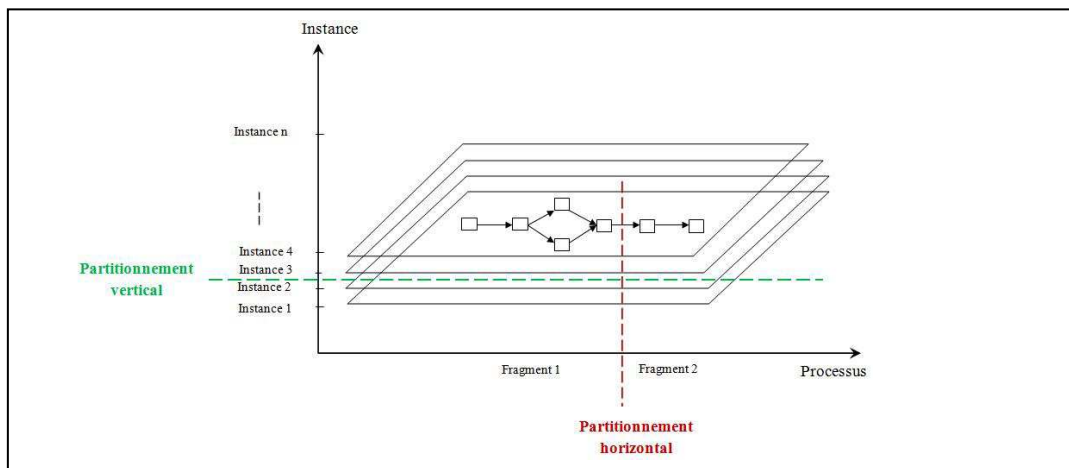 Instance
Instance n
Instance 4
Instance 3
Partitionnement
vertical
Instance 2
Instance 1
Fragment 1
Fragment 2
Processus
Partitionnement
horizontal